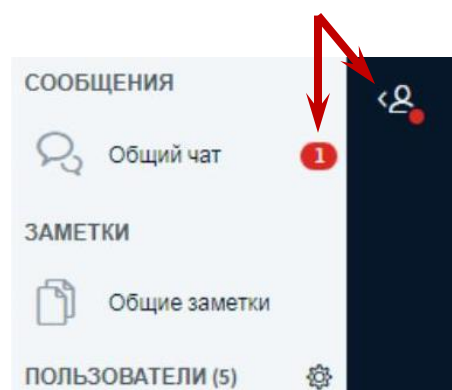 СООБЩЕНИЯ
Общий чат 1
ЗАМЕТКИ
Общие заметки
ПОЛЬЗОВАТЕЛИ (5)